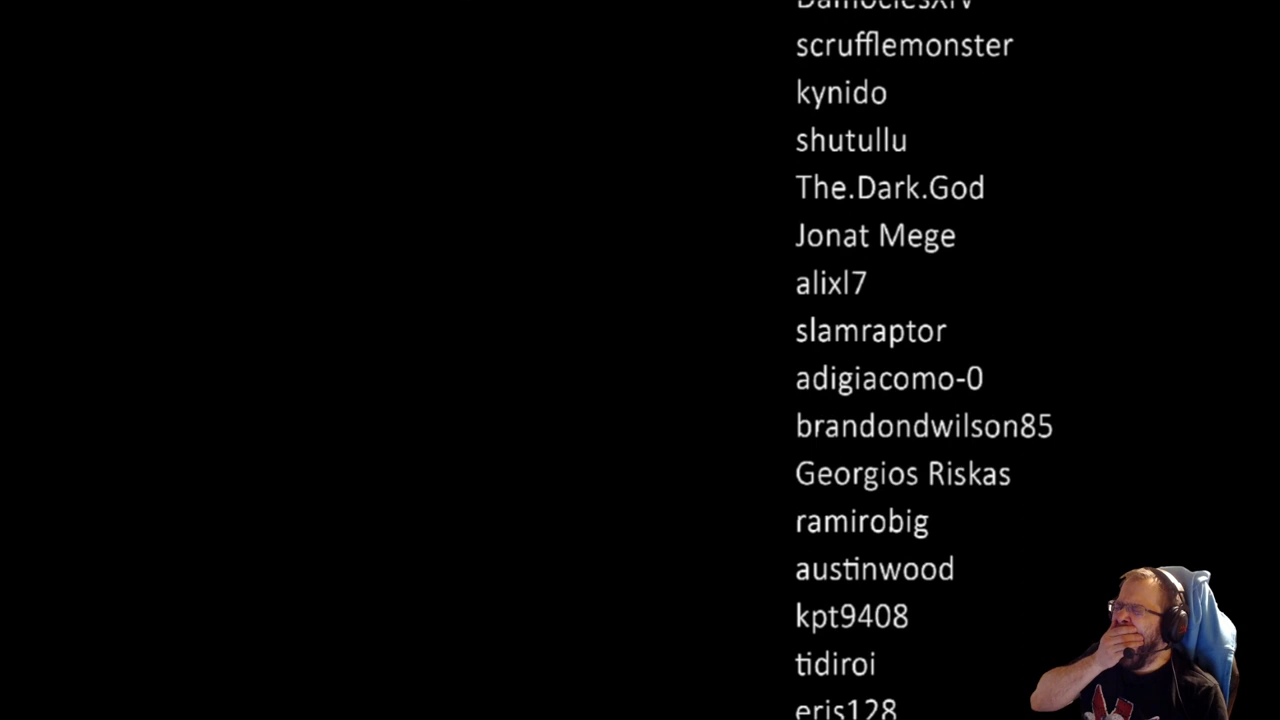 DamoclesXIV
scrufflemonster
kynido
shutullu
The.Dark.God
Jonat Mege
alixl7
slamraptor
adigiacomo-0
brandondwilson85
Georgios Riskas
ramirobig
austinwood
kpt9408
tidiroi
eris128